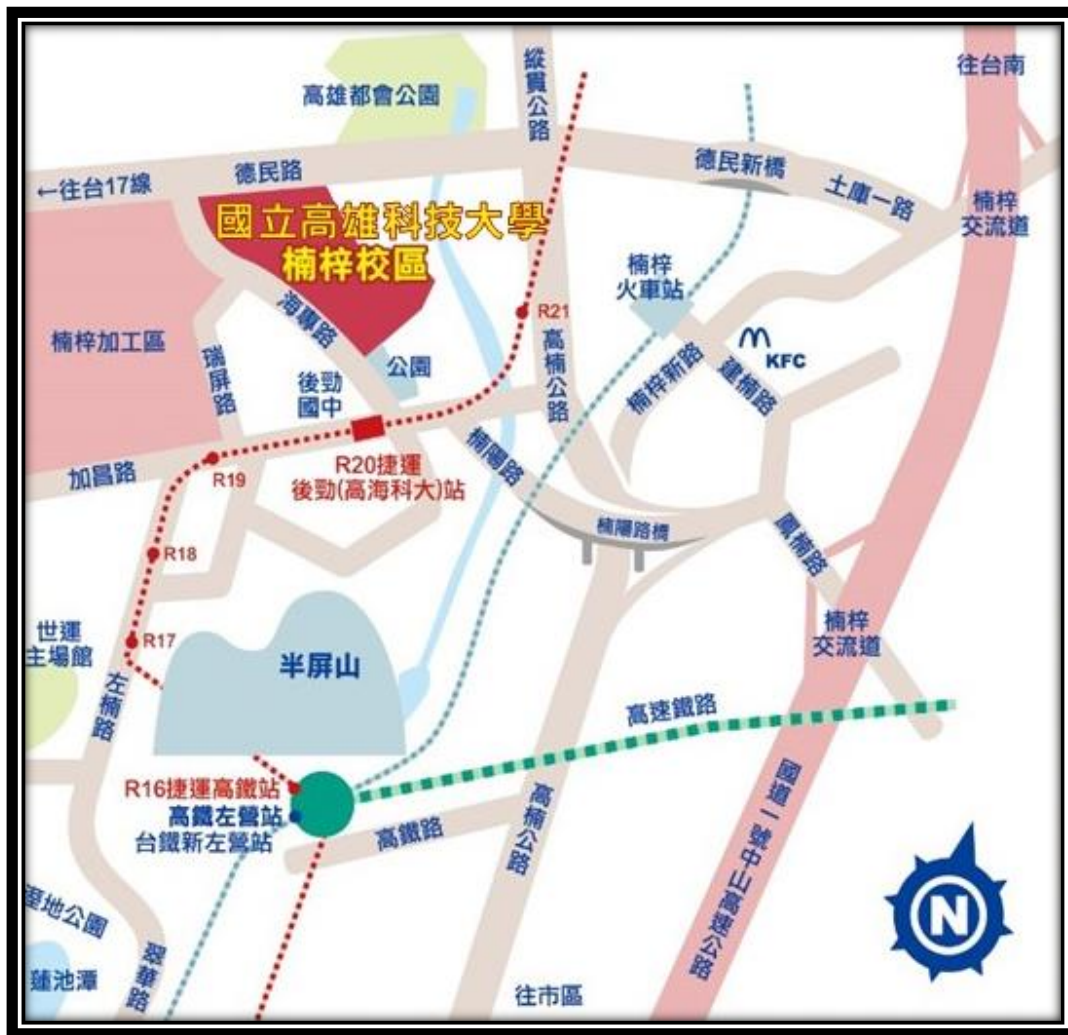 往台南
縱貫公路
高雄都會公園
德民路
德民新橋
←往台17線
土庫一路
楠梓
交流道
國立高雄科技大學
楠梓校區
楠梓
火車站
海專路
R21
楠梓加工區
瑞屏路
公園
高楠公路
KFC
後勁
國中
楠梓新路
建楠路
楠陽路
加昌路
R19
R20捷運
後勁(高海科大)站
楠陽路橋
鳳楠路
R18
世運
主場館
R17
楠梓
交流道
半屏山
左楠路
高速鐵路
R16捷運高鐵站
高鐵左營站
台鐵新左營站
高鐵路
高楠公路
國道一號中山高速公路
溼地公園
N
蓮池潭
翠華路
往市區